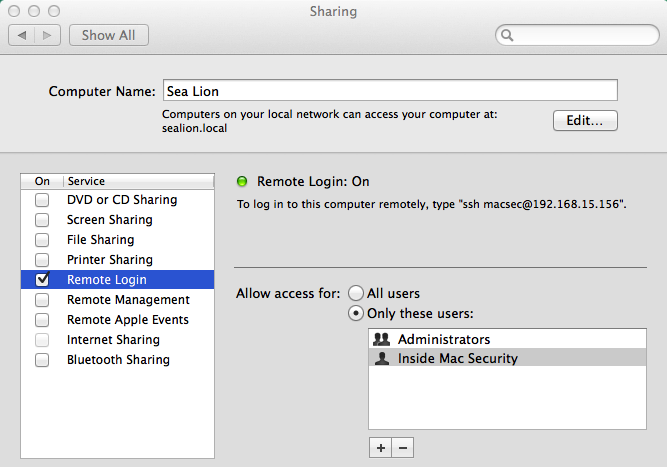 Sharing
Show All
Computer Name: Sea Lion
Computers on your local network can access your computer at:
sealion.local
Edit...
On Service
DVD or CD Sharing
Screen Sharing
File Sharing
Printer Sharing
Remote Login
Remote Management
Remote Apple Events
Internet Sharing
Bluetooth Sharing
Remote Login: On
To log in to this computer remotely, type "ssh macsec@192.168.15.156".
Allow access for: All users
Only these users:
Administrators
Inside Mac Security